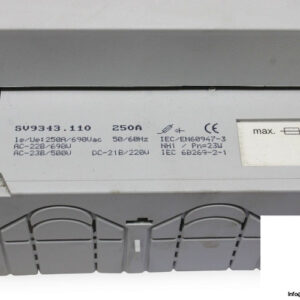 SV9343.110 250A
Ie/Ue:250A/690Vac 50/60Hz IEC/EN60947-3
AC-22B/690V NH1 / Pn=23W
AC-23B/500V DC-21B/220V IEC 60269-2-1
max.
Infog